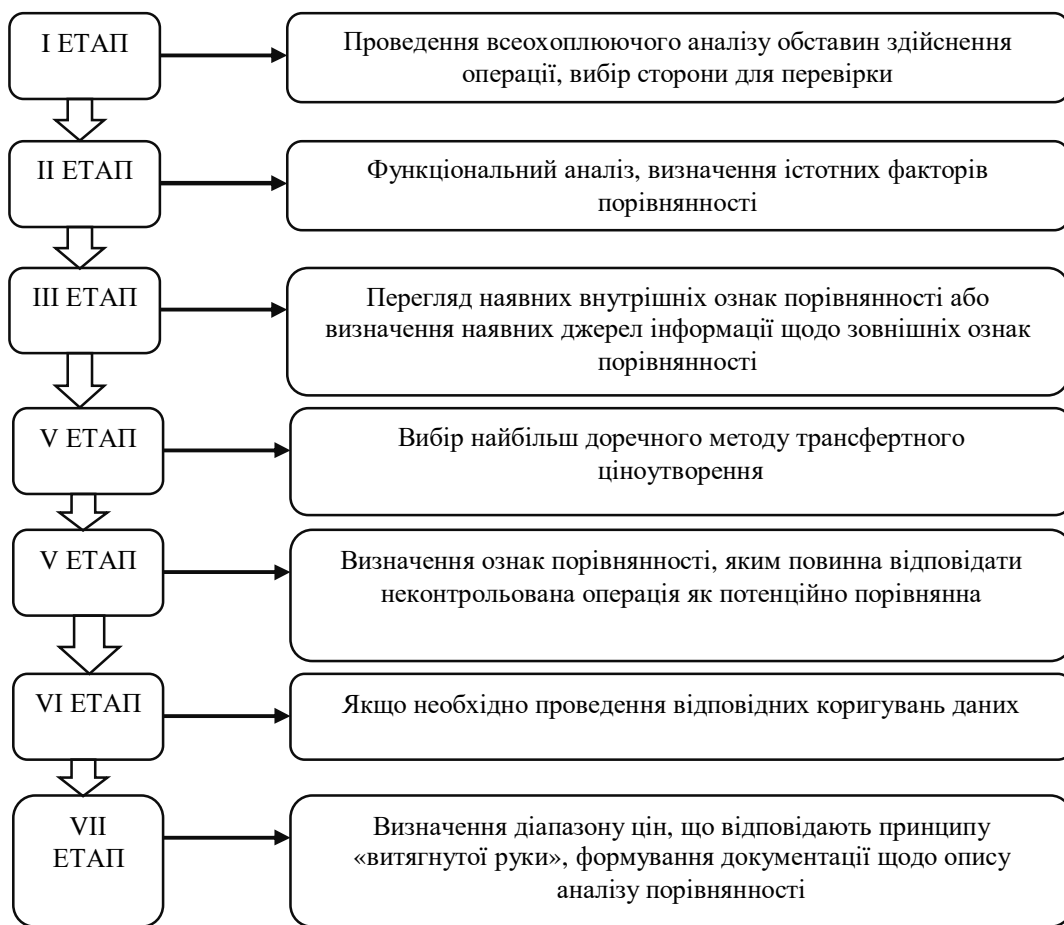 І ЕТАП
Проведення всеохоплюючого аналізу обставин здійснення
операції, вибір сторони для перевірки
ІІ ЕТАП
Функціональний аналіз, визначення істотних факторів
порівнянності
ІІІ ЕТАП
Перегляд наявних внутрішніх ознак порівнянності або
визначення наявних джерел інформації щодо зовнішніх ознак
порівнянності
V ЕТАП
Вибір найбільш доречного методу трансфертного
ціноутворення
V ЕТАП
Визначення ознак порівнянності, яким повинна відповідати
неконтрольована операція як потенційно порівнянна
VI ЕТАП
Якщо необхідно проведення відповідних коригувань даних
VII
ЕТАП
Визначення діапазону цін, що відповідають принципу
«витягнутої руки», формування документації щодо опису
аналізу порівнянності